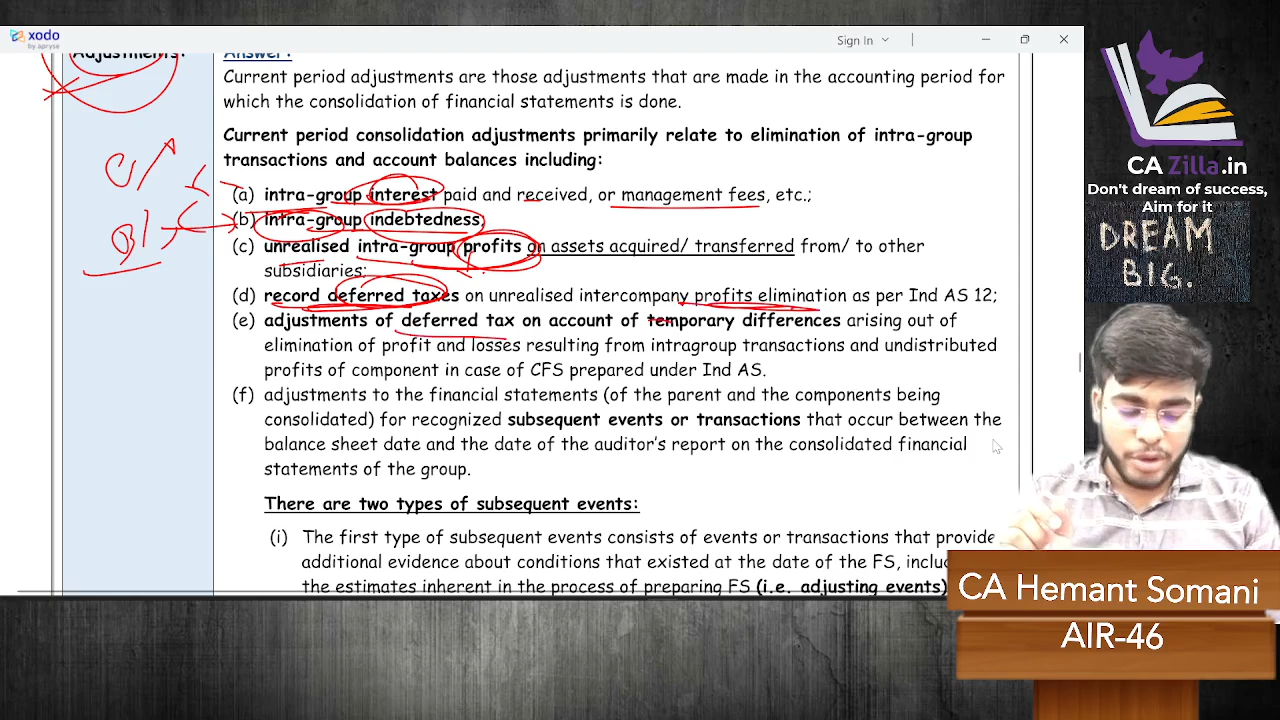 xodo
by apryse
Sign In
Adjustments:
Answer:
Current period adjustments are those adjustments that are made in the accounting period for
which the consolidation of financial statements is done.
Current period consolidation adjustments primarily relate to elimination of intra-group
transactions and account balances including:
(a) intra-group interest paid and received, or management fees, etc.;
(b) intra-group indebtedness;
(c) unrealised intra-group profits on assets acquired/ transferred from/ to other
subsidiaries;
(d) record deferred taxes on unrealised intercompany profits elimination as per Ind AS 12;
(e) adjustments of deferred tax on account of temporary differences arising out of
elimination of profit and losses resulting from intragroup transactions and undistributed
profits of component in case of CFS prepared under Ind AS.
(f) adjustments to the financial statements (of the parent and the components being
consolidated) for recognized subsequent events or transactions that occur between the
balance sheet date and the date of the auditor's report on the consolidated financial
statements of the group.
There are two types of subsequent events:
(i) The first type of subsequent events consists of events or transactions that provide
additional evidence about conditions that existed at the date of the FS,
the estimates inherent in the process of preparing FS (i.e. adjusting events)
CA Zilla.in
Don't dream of success,
Aim for it
DREAM
BIG.
CA Hemant Somani
AIR-46